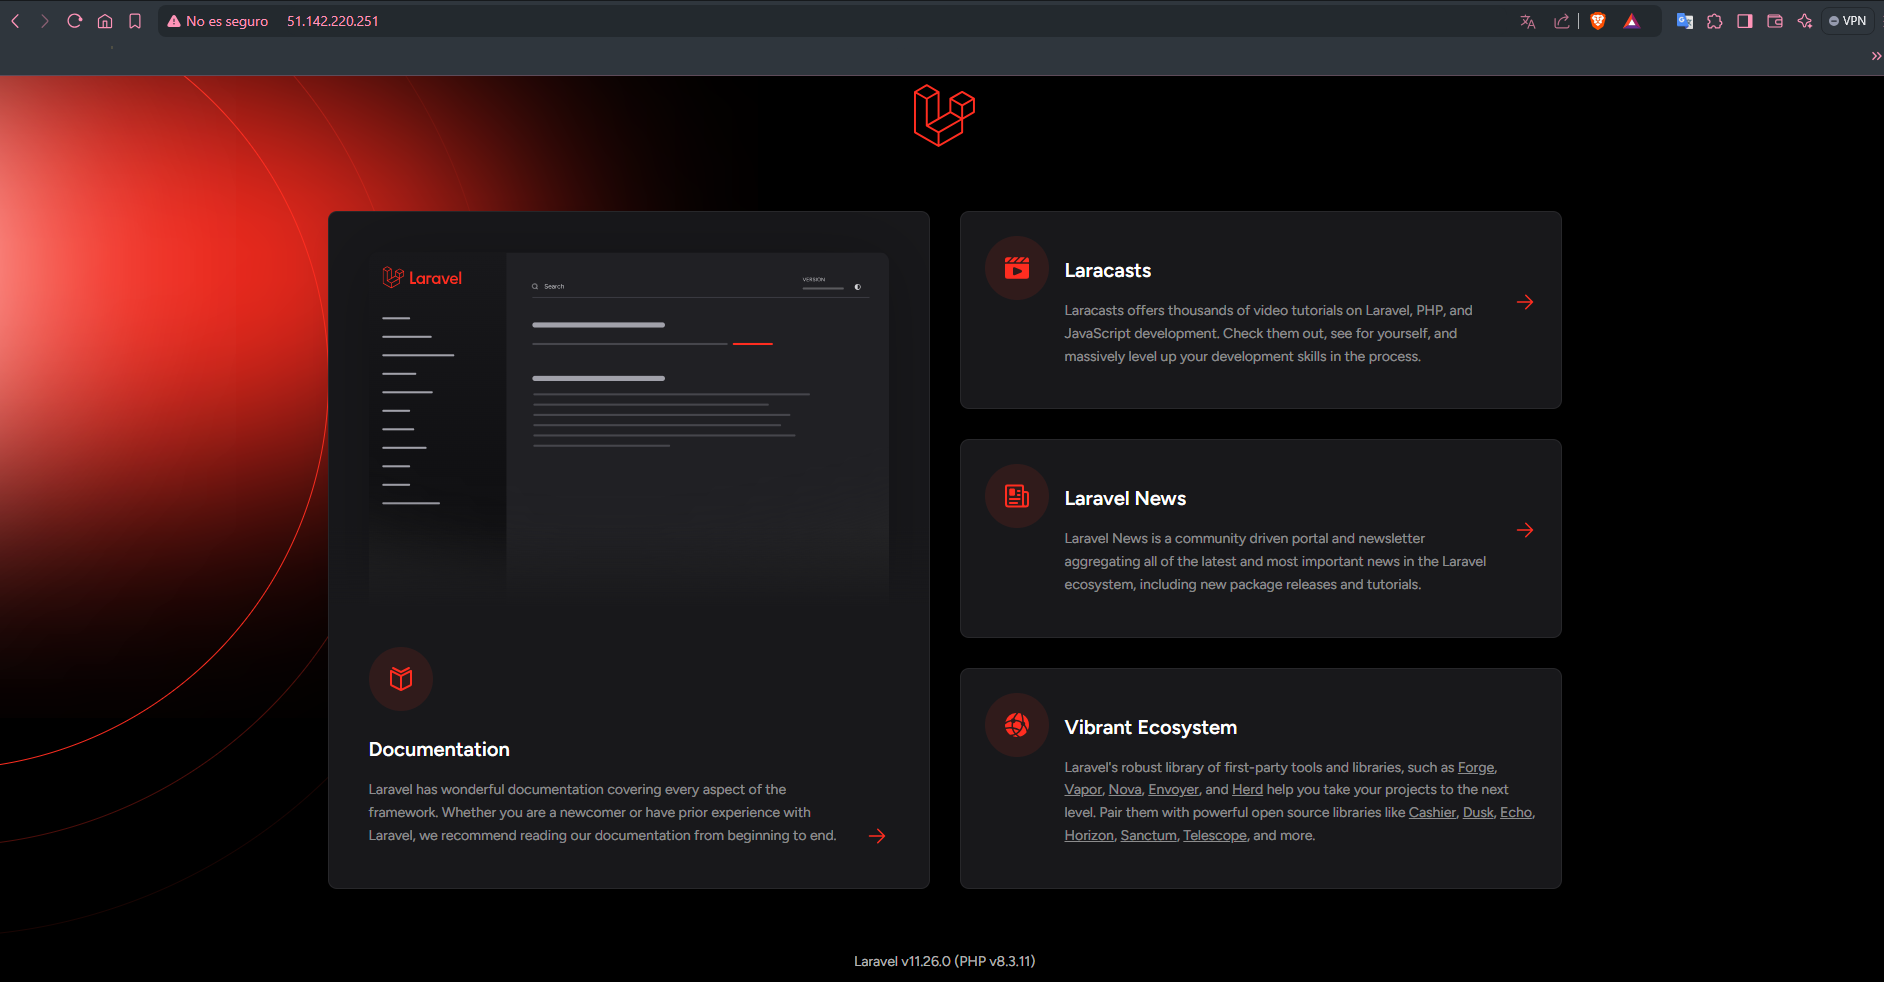 No es seguro 51.142.220.251
VPN
Laravel
Search
VERSION
Documentation
Laravel has wonderful documentation covering every aspect of the
framework. Whether you are a newcomer or have prior experience with
Laravel, we recommend reading our documentation from beginning to end.
Laracasts
Laracasts offers thousands of video tutorials on Laravel, PHP, and
JavaScript development. Check them out, see for yourself, and
massively level up your development skills in the process.
Laravel News
Laravel News is a community driven portal and newsletter
aggregating all of the latest and most important news in the Laravel
ecosystem, including new package releases and tutorials.
Vibrant Ecosystem
Laravel's robust library of first-party tools and libraries, such as Forge,
Vapor, Nova, Envoyer, and Herd help you take your projects to the next
level. Pair them with powerful open source libraries like Cashier, Dusk, Echo,
Horizon, Sanctum, Telescope, and more.
Laravel v11.26.0 (PHP v8.3.11)